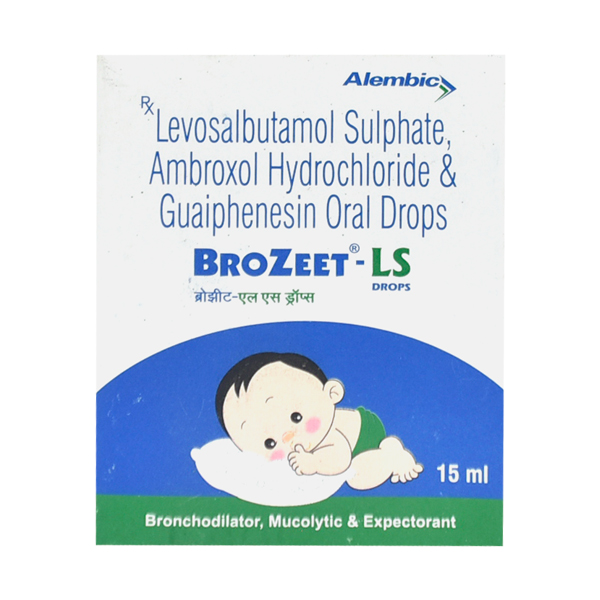 Alembic
Rx Levosalbutamol Sulphate,
Ambroxol Hydrochloride &
Guaiphenesin Oral Drops
BROZEET®-LS
DROPS
ब्रोझीट-एल एस ड्रॉप्स
15 ml
Bronchodilator, Mucolytic & Expectorant